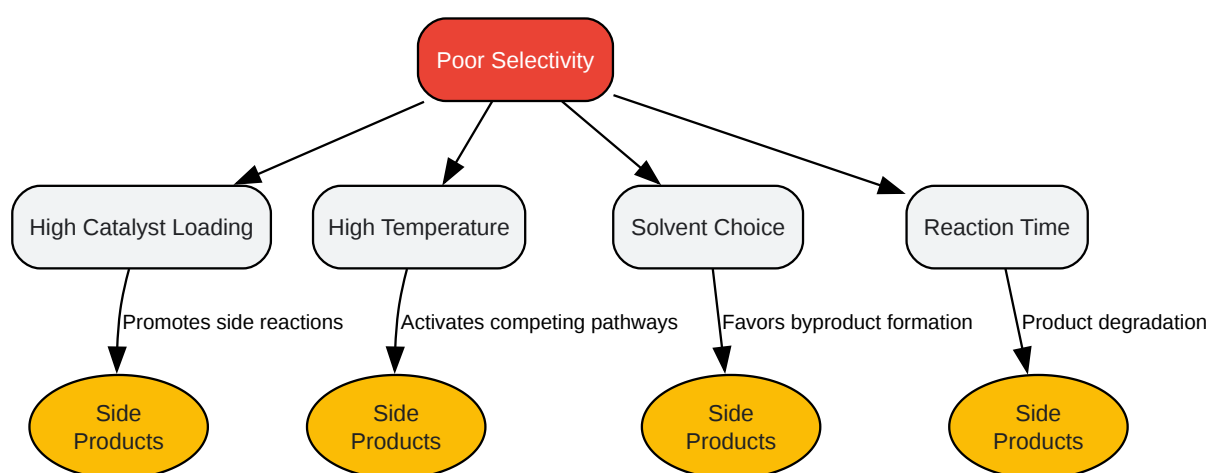 Poor Selectivity
High Catalyst Loading
High Temperature
Solvent Choice
Reaction Time
Promotes side reactions
Activates competing pathways
Favors byproduct formation
Product degradation
Side
Products
Side
Products
Side
Products
Side
Products